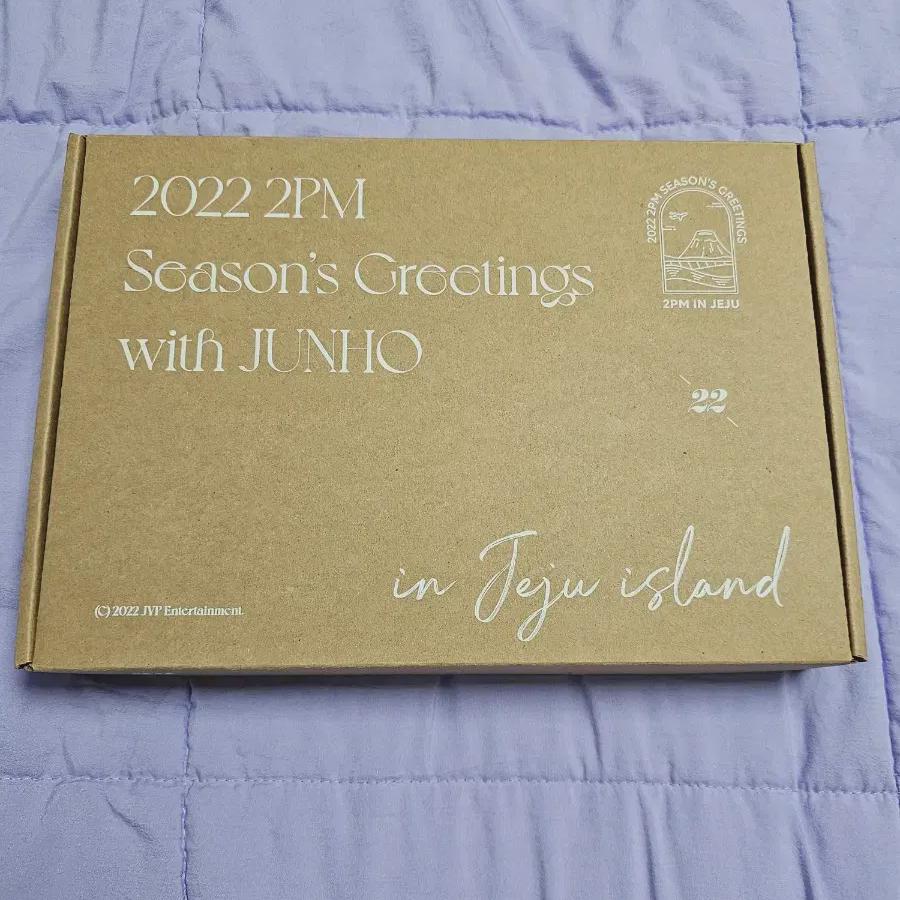 2022 2PM
Season's Greetings
with JUNHO
2022 2PM SEASON'S GREETINGS
2PM IN JEJU
22
in Jeju island
(C) 2022 JYP Entertainment.